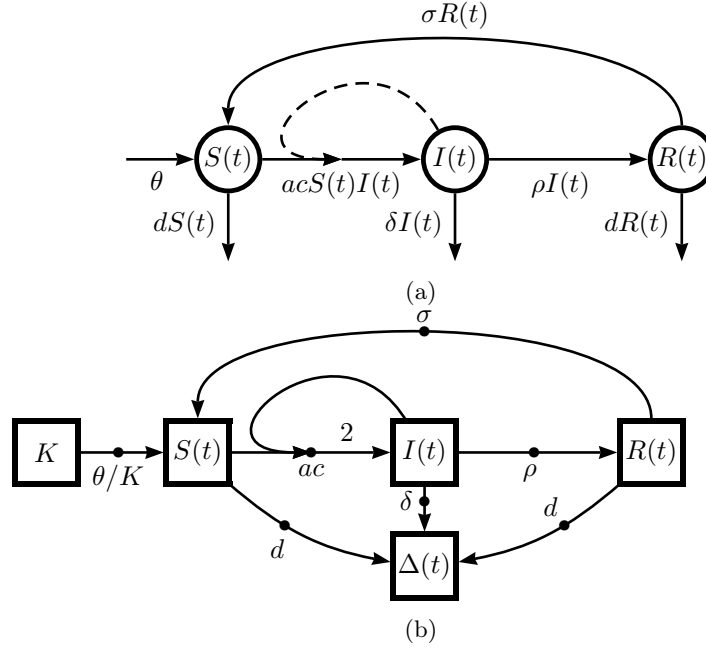 σR(t)
S(t) I(t) R(t)
θ acS(t)I(t) ρI(t)
dS(t) δI(t) dR(t)
(a)
σ
K S(t) 2 I(t) R(t)
θ/K ac ρ
δ
d d
Δ(t)
(b)